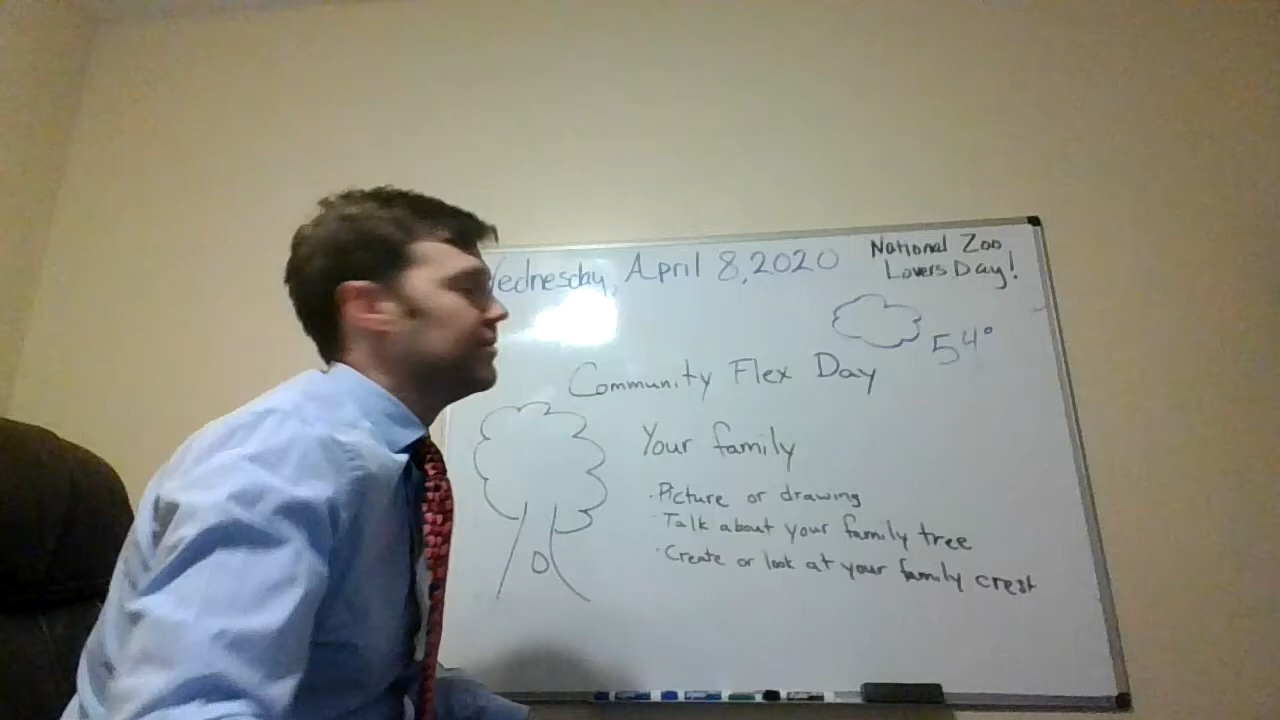 Wednesday, April 8, 2020
National Zoo
Lovers Day!
54°
Community Flex Day
Your family
· Picture or drawing
· Talk about your family tree
· Create or look at your family crest